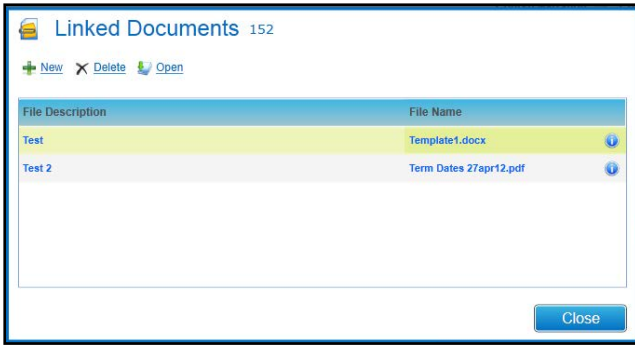 Linked Documents 152
New Delete Open
File Description File Name
Test Template1.docx
Test 2 Term Dates 27apr12.pdf
Close